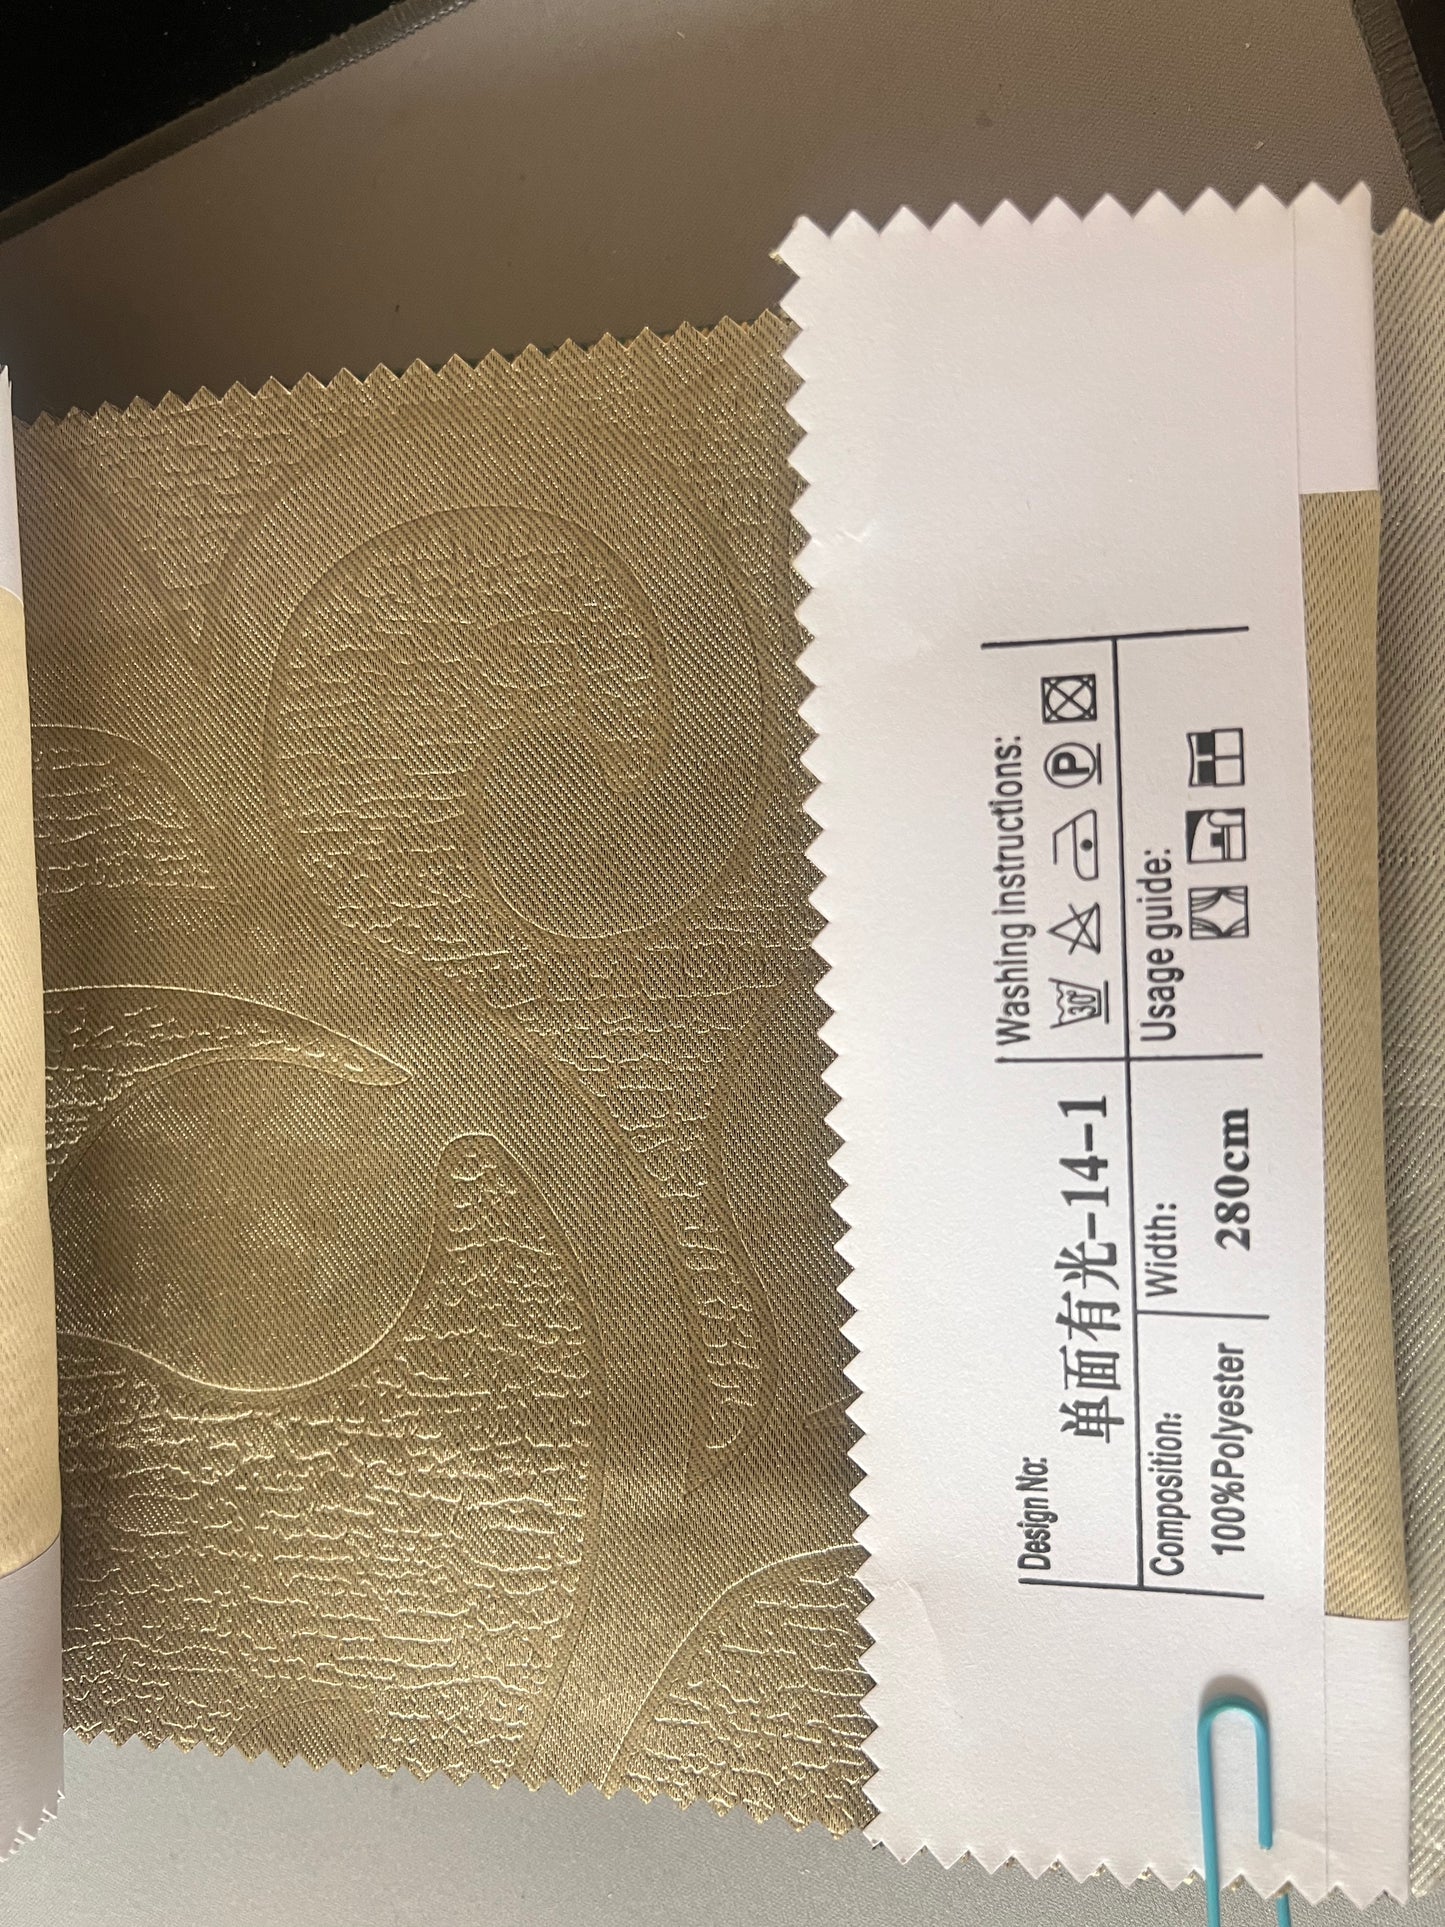 Design No:
单面有光-14-1
Washing instructions:
30°
P
Composition:
100%Polyester
Width:
280cm
Usage guide: